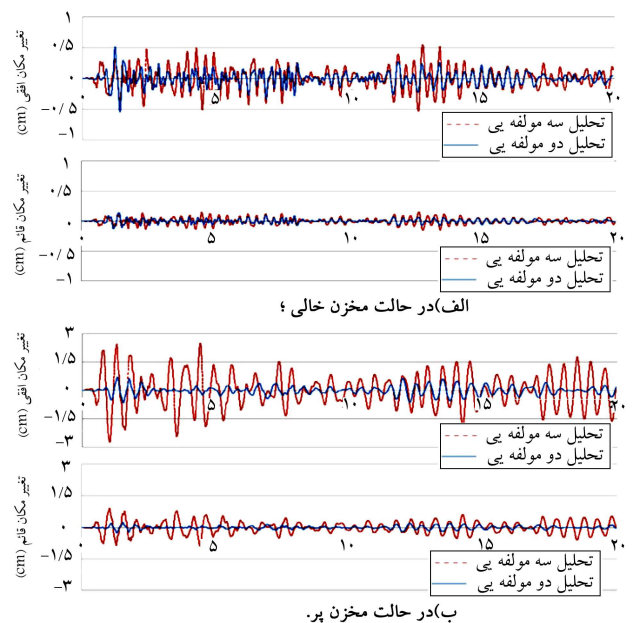 تغییر مکان افقی (cm)
۱
۰/۵
۰
-۰/۵
-۱
۵
۱۰
۱۵
۲۰
تحلیل سه مولفه یی
تحلیل دو مولفه یی
تغییر مکان قائم (cm)
۱
۰/۵
۰
-۰/۵
-۱
۰
۵
۱۰
۱۵
۲۰
تحلیل سه مولفه یی
تحلیل دو مولفه یی
الف)در حالت مخزن خالی ؛
تغییر مکان افقی (cm)
۳
۱/۵
۰
-۱/۵
-۳
۰
۵
۱۰
۱۵
۲۰
تحلیل سه مولفه یی
تحلیل دو مولفه یی
تغییر مکان قائم (cm)
۳
۱/۵
۰
-۱/۵
-۳
۰
۵
۱۰
۱۵
۲۰
تحلیل سه مولفه یی
تحلیل دو مولفه یی
ب)در حالت مخزن پر.